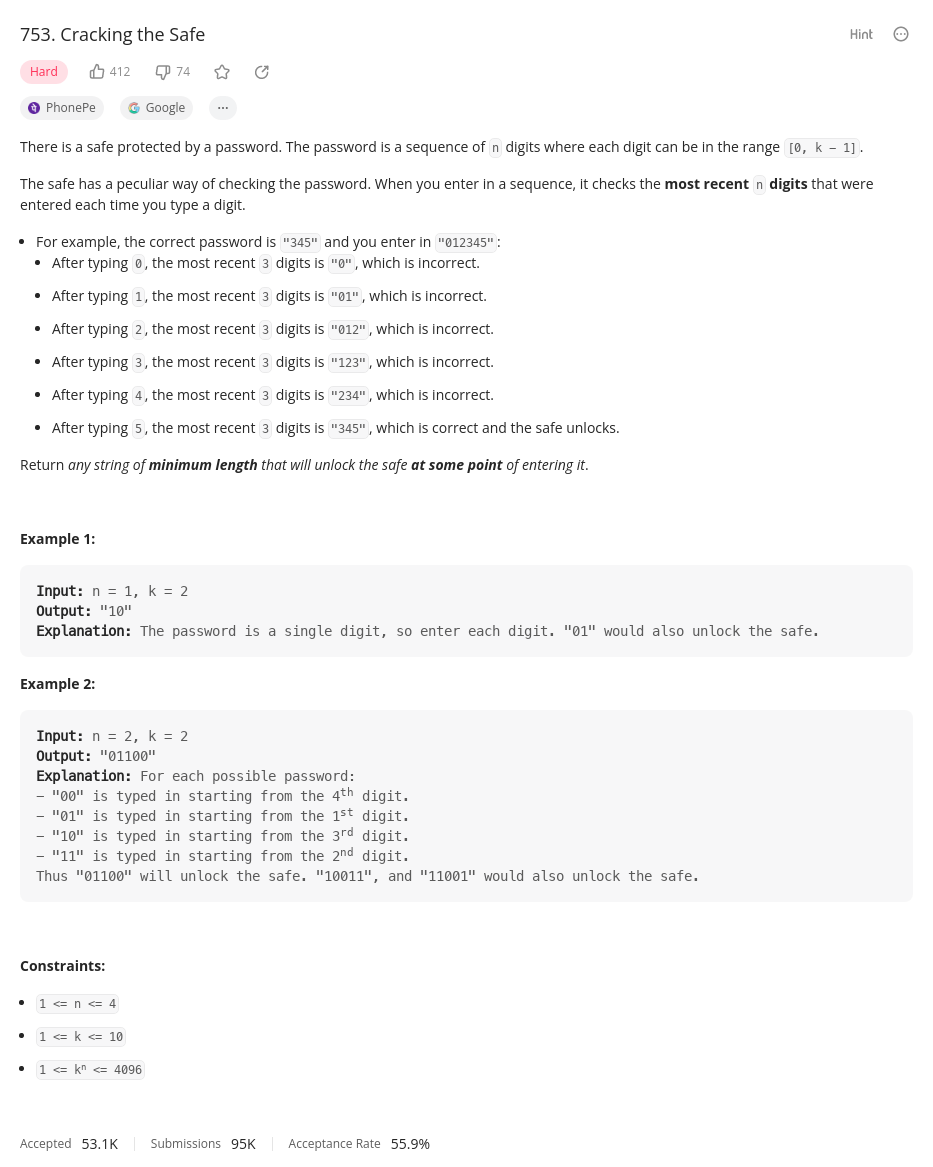 753. Cracking the Safe
Hint
Hard 412 74
PhonePe Google ...
There is a safe protected by a password. The password is a sequence of n digits where each digit can be in the range [0, k - 1].
The safe has a peculiar way of checking the password. When you enter in a sequence, it checks the most recent n digits that were
entered each time you type a digit.
• For example, the correct password is "345" and you enter in "012345":
• After typing 0, the most recent 3 digits is "0", which is incorrect.
• After typing 1, the most recent 3 digits is "01", which is incorrect.
• After typing 2, the most recent 3 digits is "012", which is incorrect.
• After typing 3, the most recent 3 digits is "123", which is incorrect.
• After typing 4, the most recent 3 digits is "234", which is incorrect.
• After typing 5, the most recent 3 digits is "345", which is correct and the safe unlocks.
Return any string of minimum length that will unlock the safe at some point of entering it.
Example 1:
Input: n = 1, k = 2
Output: "10"
Explanation: The password is a single digit, so enter each digit. "01" would also unlock the safe.
Example 2:
Input: n = 2, k = 2
Output: "01100"
Explanation: For each possible password:
- "00" is typed in starting from the 4th digit.
- "01" is typed in starting from the 1st digit.
- "10" is typed in starting from the 3rd digit.
- "11" is typed in starting from the 2nd digit.
Thus "01100" will unlock the safe. "10011", and "11001" would also unlock the safe.
Constraints:
• 1 <= n <= 4
• 1 <= k <= 10
• 1 <= kⁿ <= 4096
Accepted 53.1K Submissions 95K Acceptance Rate 55.9%